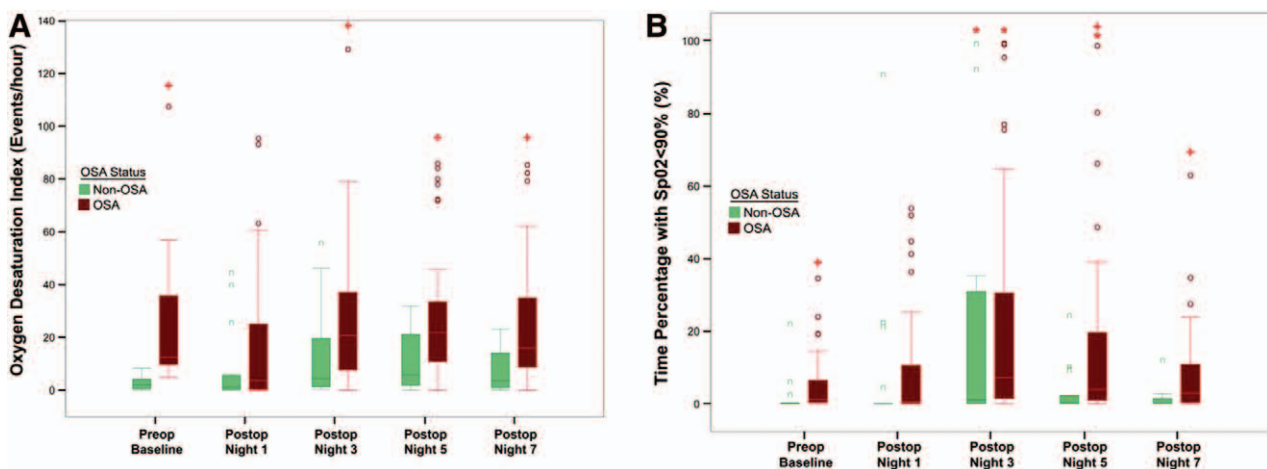 A
Oxygen Desaturation Index (Events/hour)
140
120
100
80
60
40
20
0
OSA Status
Non-OSA
OSA
Preop
Baseline
Postop
Night 1
Postop
Night 3
Postop
Night 5
Postop
Night 7
B
Time Percentage with Sp02<90% (%)
100
80
60
40
20
0
OSA Status
Non-OSA
OSA
Preop
Baseline
Postop
Night 1
Postop
Night 3
Postop
Night 5
Postop
Night 7